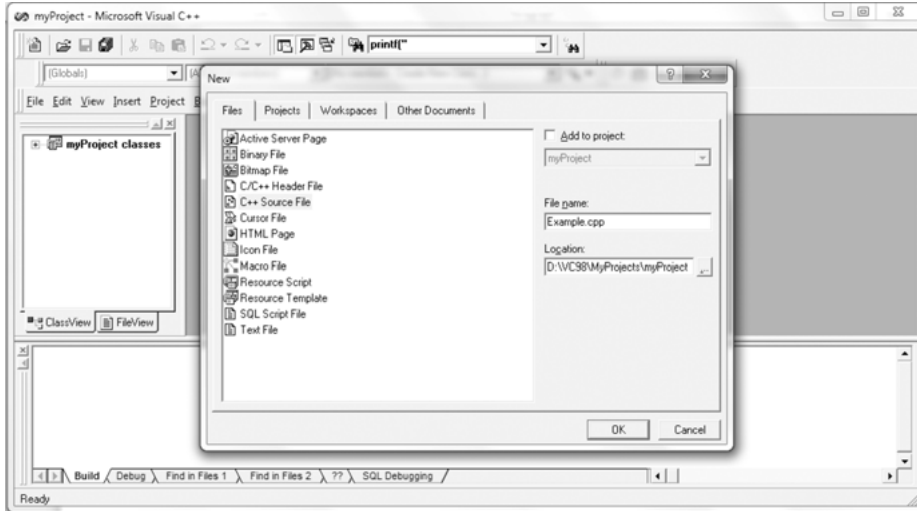 myProject - Microsoft Visual C++
printf("
(Globals)
File Edit View Insert Project
myProject classes
ClassView FileView
New
Files Projects Workspaces Other Documents
Active Server Page
Binary File
Bitmap File
C/C++ Header File
C++ Source File
Cursor File
HTML Page
Icon File
Macro File
Resource Script
Resource Template
SQL Script File
Text File
Add to project:
myProject
File name:
Example.cpp
Location:
D:\VC98\MyProjects\myProject ...
OK Cancel
Build Debug Find in Files 1 Find in Files 2 ?? SQL Debugging
Ready